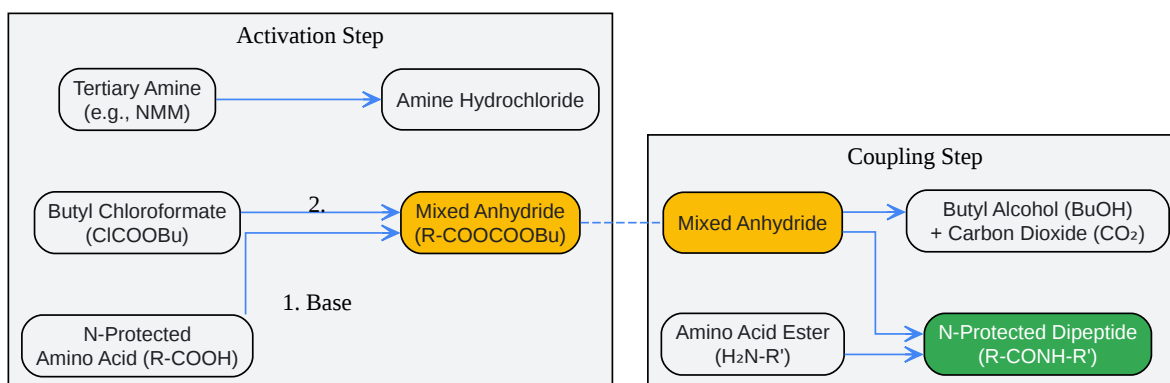 Activation Step
Tertiary Amine
(e.g., NMM)
Amine Hydrochloride
Butyl Chloroformate
(ClCOOBu)
2.
Mixed Anhydride
(R-COOCOOBu)
1. Base
N-Protected
Amino Acid (R-COOH)
Coupling Step
Mixed Anhydride
Butyl Alcohol (BuOH)
+ Carbon Dioxide (CO₂)
Amino Acid Ester
(H₂N-R')
N-Protected Dipeptide
(R-CONH-R')